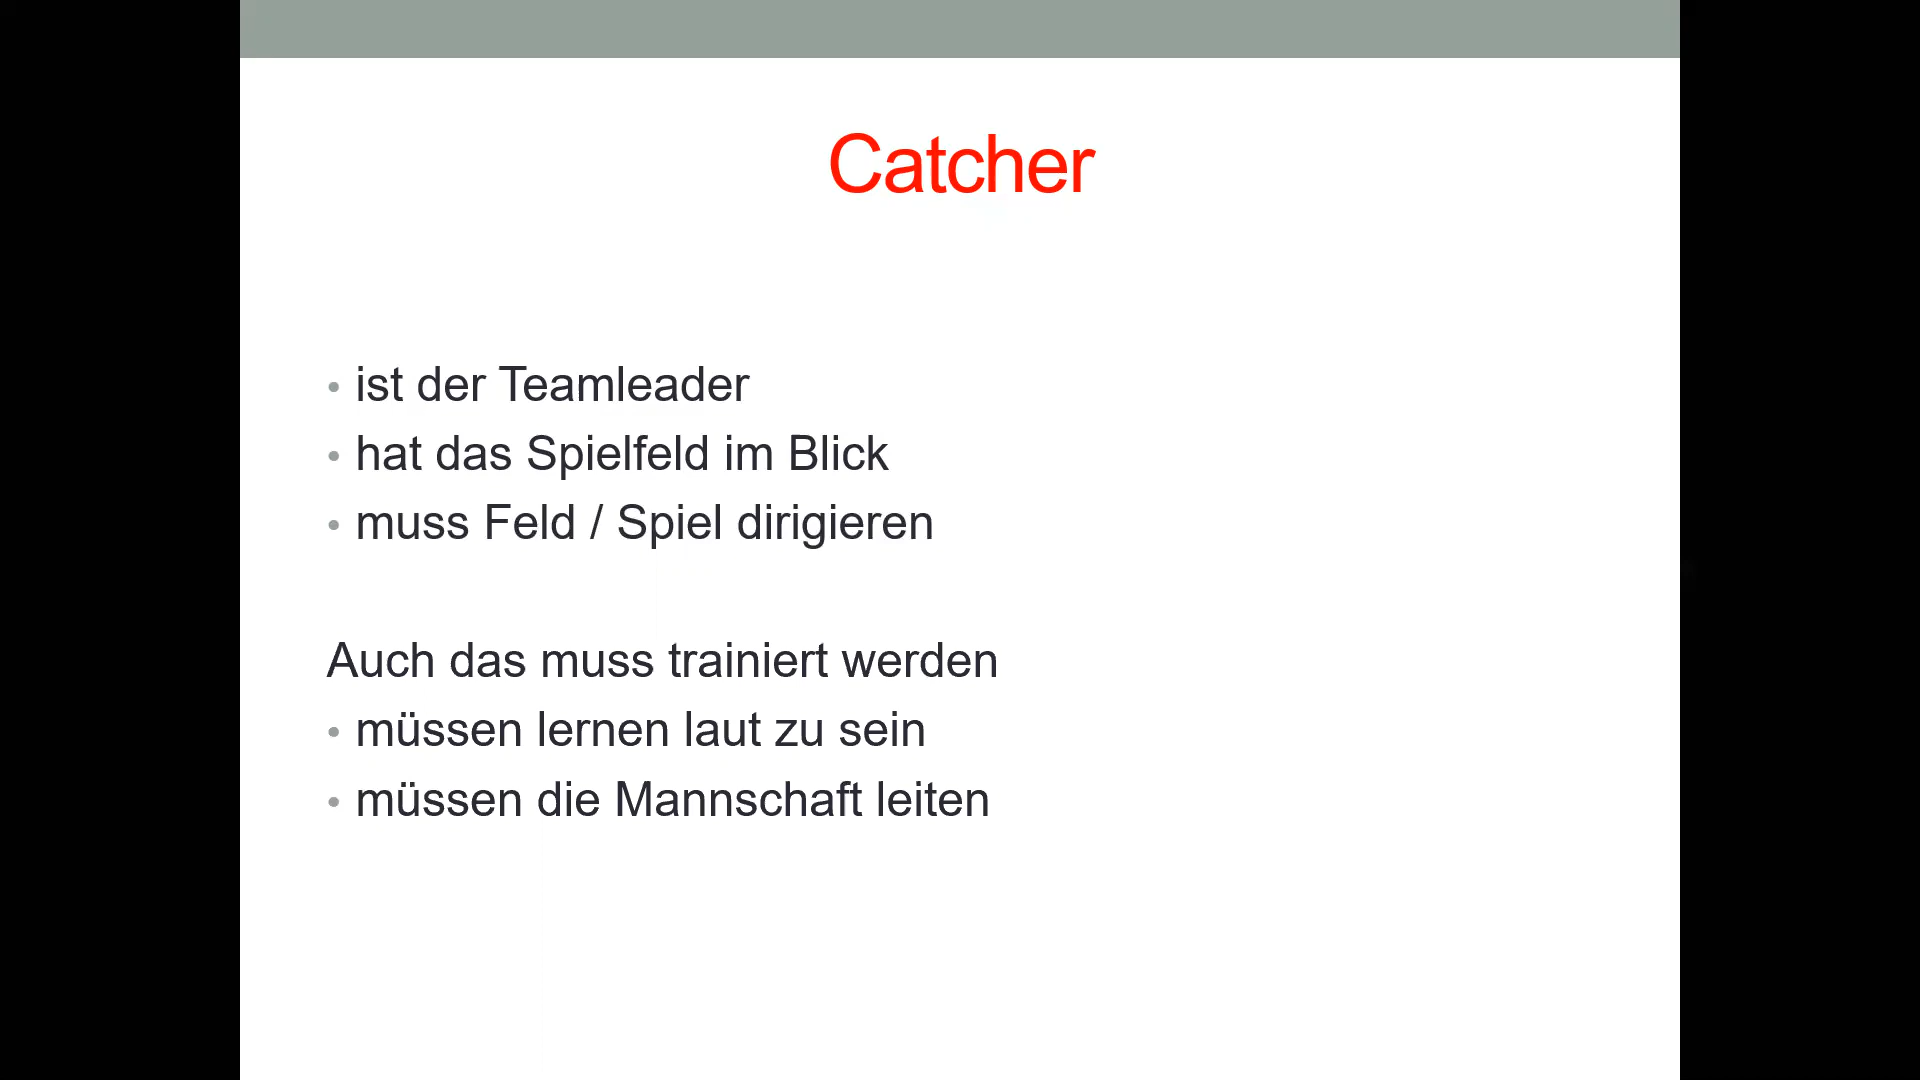 Catcher
• ist der Teamleader
• hat das Spielfeld im Blick
• muss Feld / Spiel dirigieren
Auch das muss trainiert werden
• müssen lernen laut zu sein
• müssen die Mannschaft leiten